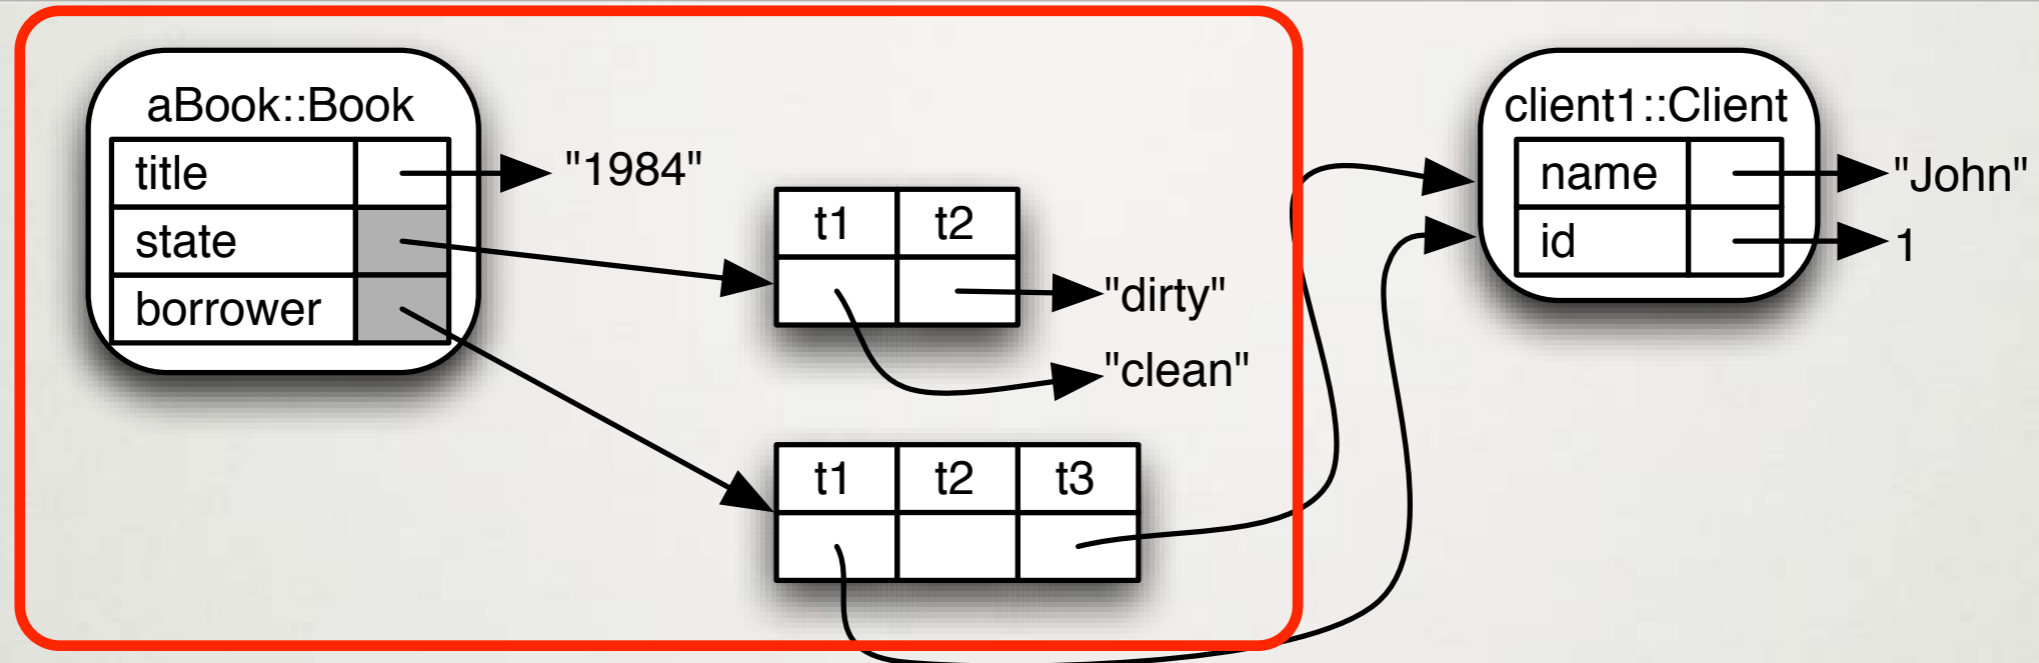 aBook::Book
title
"1984"
state
borrower
t1 t2
"dirty"
"clean"
t1 t2 t3
client1::Client
name
"John"
id
1